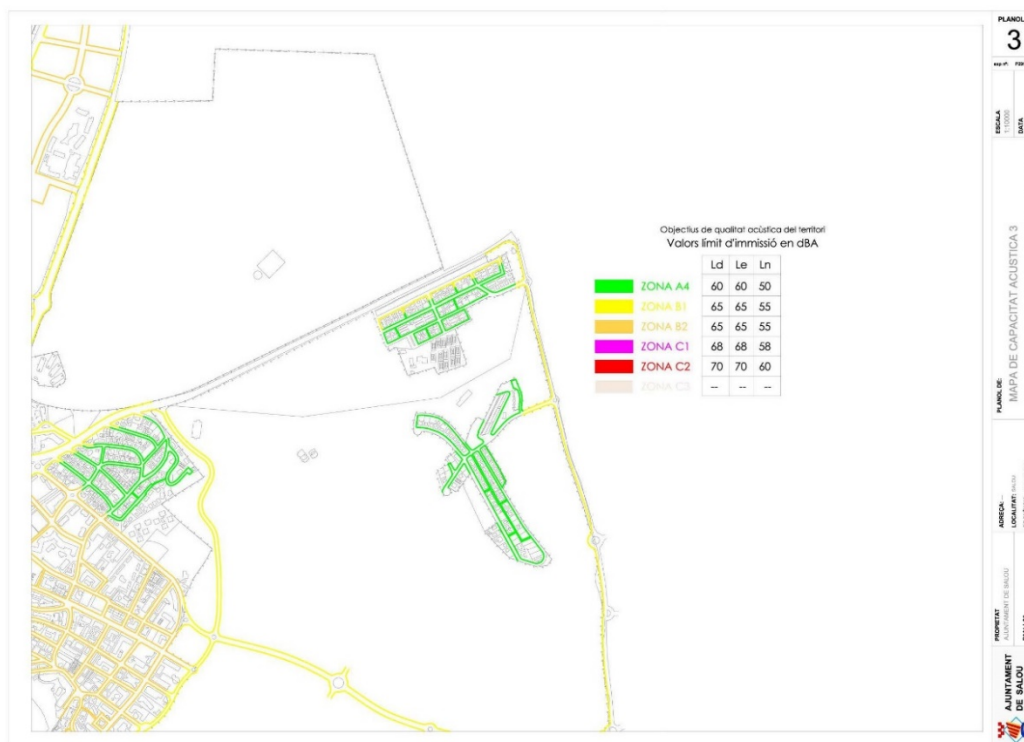 Objectius de qualitat acústica del territori
Valors límit d'immissió en dBA
Ld Le Ln
ZONA A4 60 60 50
ZONA B1 65 65 55
ZONA B2 65 65 55
ZONA C1 68 68 58
ZONA C2 70 70 60
ZONA C3 -- -- --
PLANOL
3
ESCALA
1:10000
DATA
PLANOL DE:
MAPA DE CAPACITAT ACUSTICA 3
ADREÇA: --
LOCALITAT: SALOU
PROPIETAT
AJUNTAMENT DE SALOU
AJUNTAMENT
DE SALOU